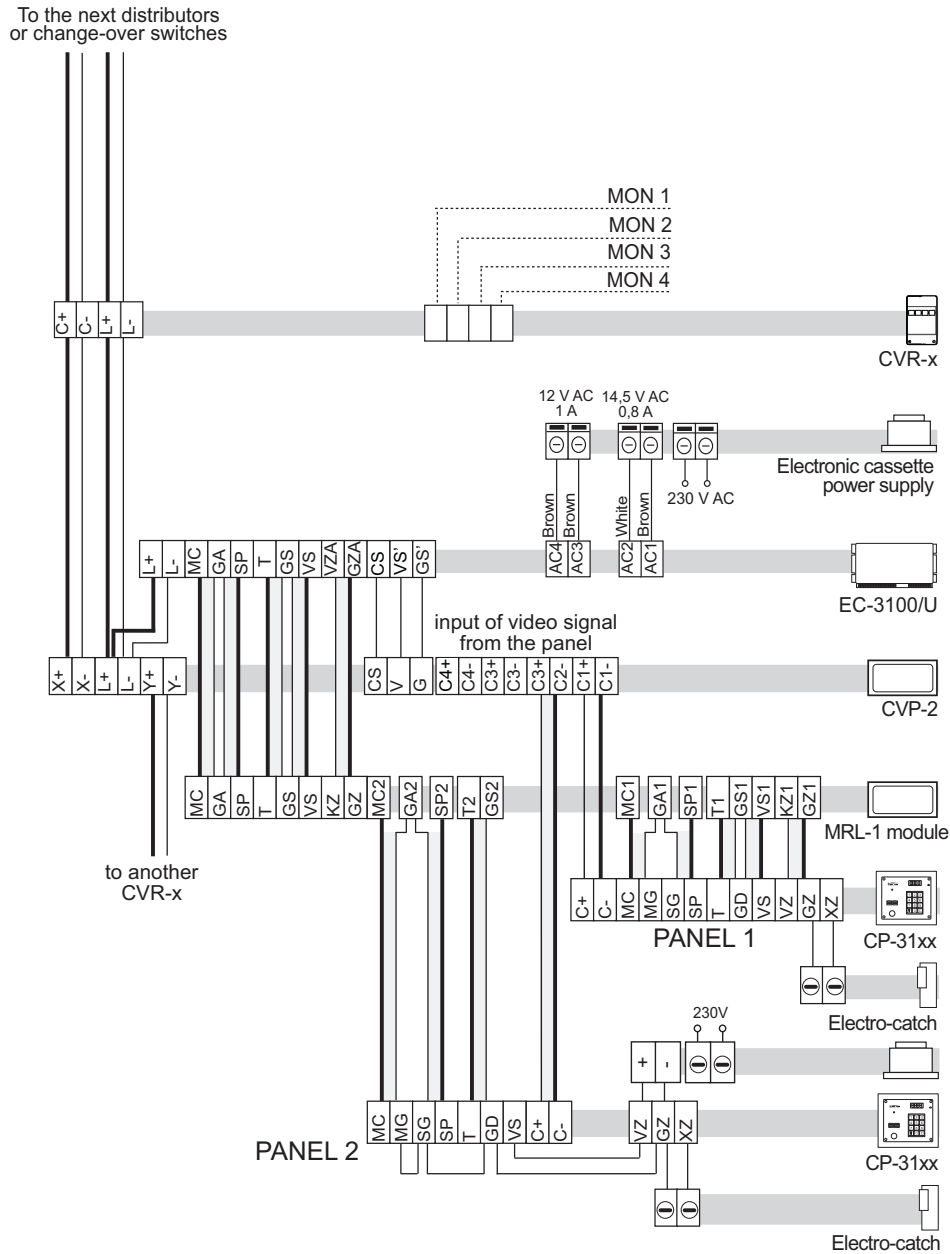 To the next distributors
or change-over switches
MON 1
MON 2
MON 3
MON 4
C+ C- L+ L-
CVR-x
12 V AC 14,5 V AC
1 A 0,8 A
Electronic cassette
power supply
230 V AC
Brown Brown White Brown
AC4 AC3 AC2 AC1
L+ L- MC GA SP T GS VS VZA GZA CS VS' GS'
EC-3100/U
input of video signal
from the panel
X+ X- L+ L- Y+ Y- CS V G C4+ C4- C3+ C3- C3+ C2- C1+ C1-
CVP-2
MC GA SP T GS VS KZ GZ MC2 GA2 SP2 T2 GS2 MC1 GA1 SP1 T1 GS1 VS1 KZ1 GZ1
MRL-1 module
to another
CVR-x
C+ C- MC MG SG SP T GD VS VZ GZ XZ
PANEL 1
CP-31xx
Electro-catch
230V
+ -
MC MG SG SP T GD VS C+ C- VZ GZ XZ
PANEL 2
CP-31xx
Electro-catch